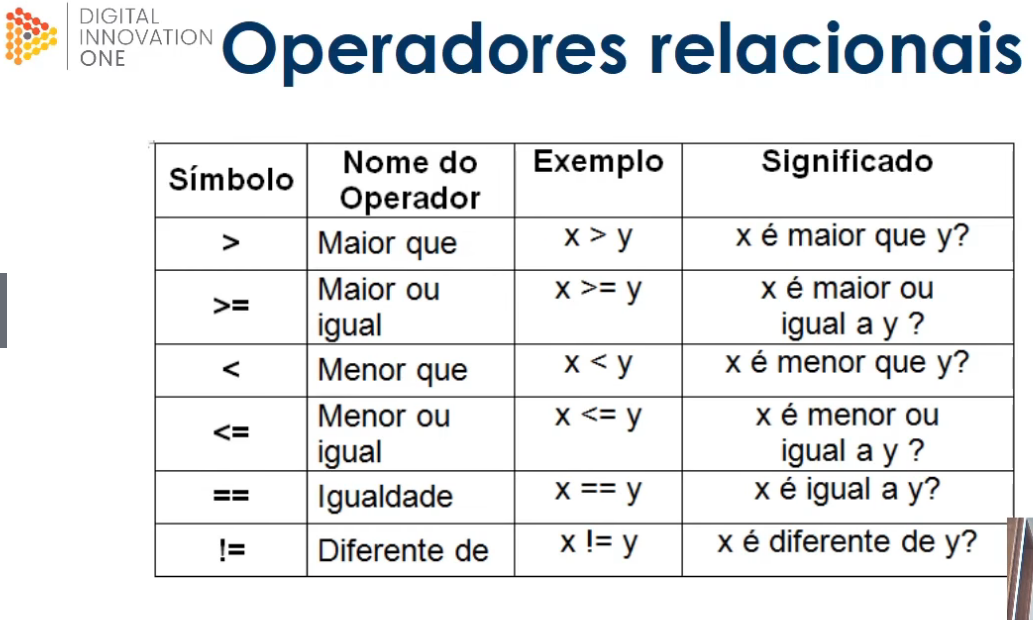 DIGITAL
INNOVATION
ONE
Operadores relacionais
Símbolo
Nome do
Operador
Exemplo
Significado
>
Maior que
x > y
x é maior que y?
>=
Maior ou
igual
x >= y
x é maior ou
igual a y ?
<
Menor que
x < y
x é menor que y?
<=
Menor ou
igual
x <= y
x é menor ou
igual a y ?
==
Igualdade
x == y
x é igual a y?
!=
Diferente de
x != y
x é diferente de y?